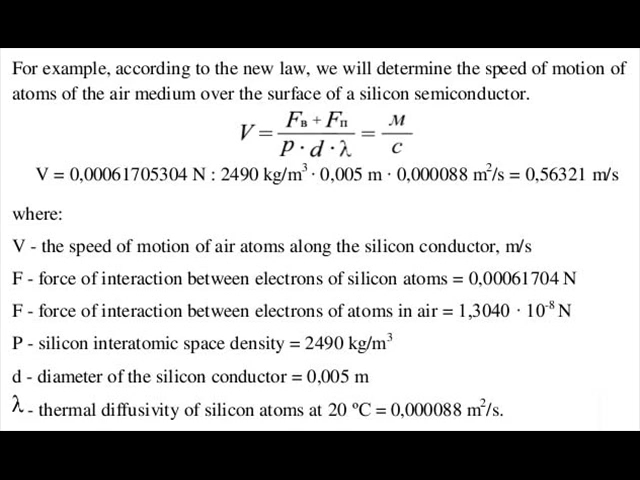 For example, according to the new law, we will determine the speed of motion of
atoms of the air medium over the surface of a silicon semiconductor.
V = (Fв + Fп) / (p · d · λ) = м / с
V = 0,00061705304 N : 2490 kg/m³ · 0,005 m · 0,000088 m²/s = 0,56321 m/s
where:
V - the speed of motion of air atoms along the silicon conductor, m/s
F - force of interaction between electrons of silicon atoms = 0,00061704 N
F - force of interaction between electrons of atoms in air = 1,3040 · 10⁻⁸ N
P - silicon interatomic space density = 2490 kg/m³
d - diameter of the silicon conductor = 0,005 m
λ - thermal diffusivity of silicon atoms at 20 ºC = 0,000088 m²/s.